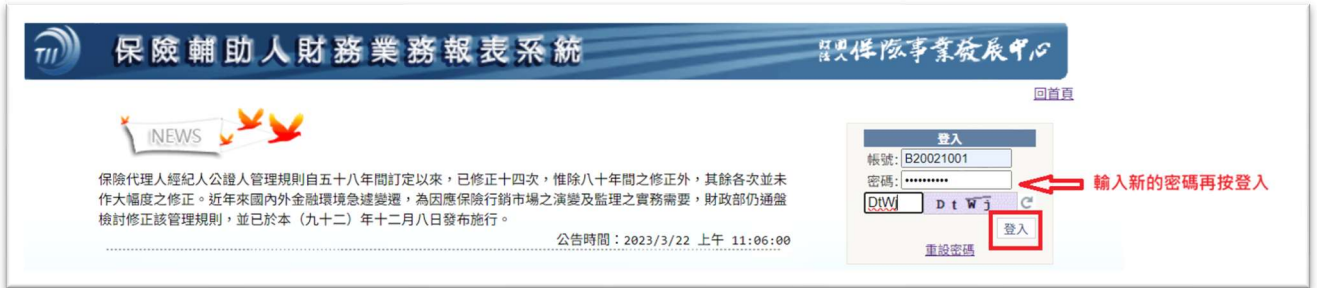 TII 保險輔助人財務業務報表系統 財團法人保險事業發展中心
回首頁
NEWS
登入
帳號: B20021001
密碼: ••••••••••
DtWj D t W j
登入
重設密碼
輸入新的密碼再按登入
保險代理人經紀人公證人管理規則自五十八年間訂定以來，已修正十四次，惟除八十年間之修正外，其餘各次並未
作大幅度之修正。近年來國內外金融環境急遽變遷，為因應保險行銷市場之演變及監理之實務需要，財政部仍通盤
檢討修正該管理規則，並已於本（九十二）年十二月八日發布施行。
公告時間：2023/3/22 上午 11:06:00